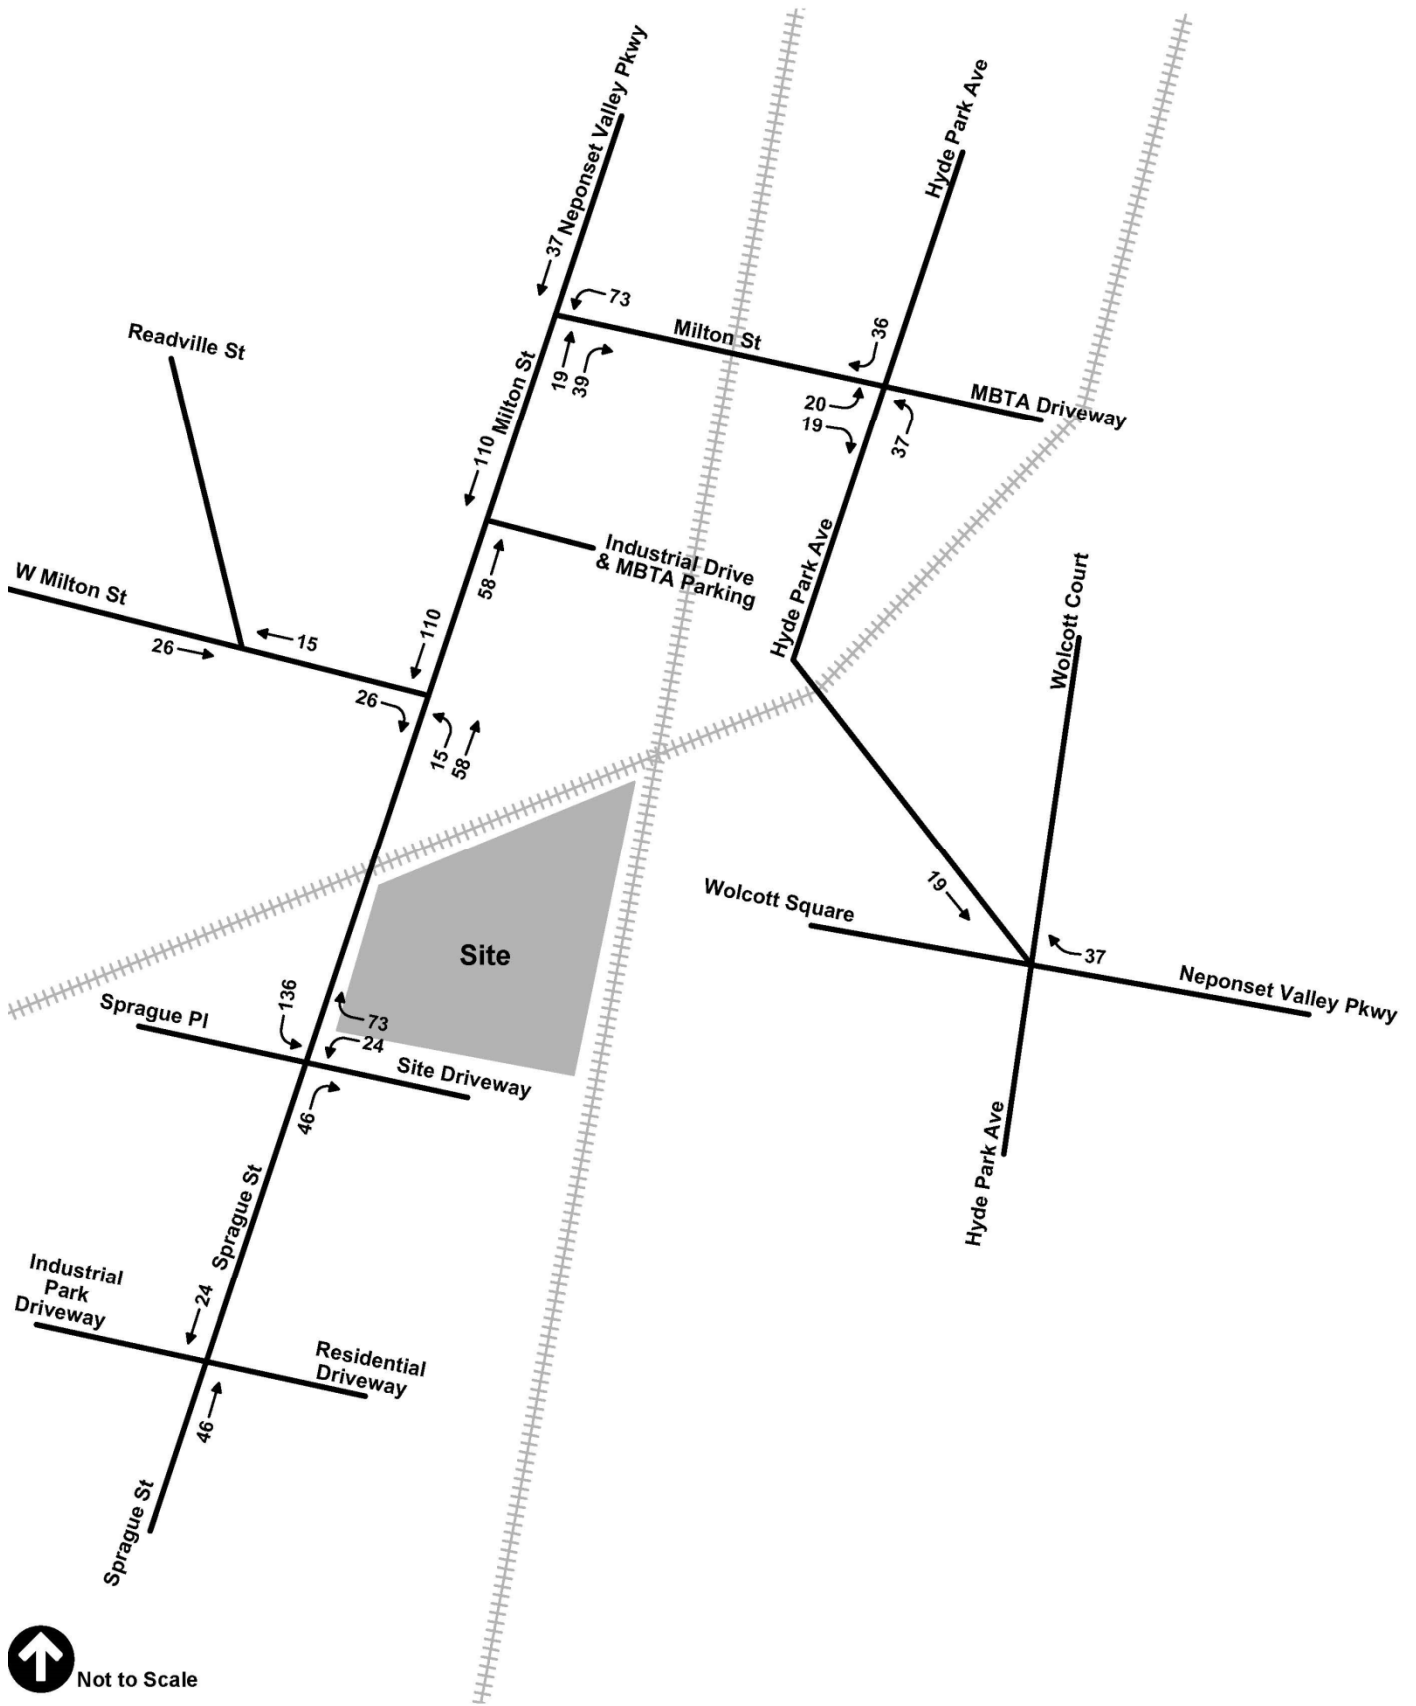 Neponset Valley Pkwy
Hyde Park Ave
37
73
Milton St
36
Readville St
19
39
Milton St
MBTA Driveway
20
19
37
110
Industrial Drive
& MBTA Parking
Hyde Park Ave
Wolcott Court
W Milton St
58
110
15
26
26
15
58
Wolcott Square
19
37
Neponset Valley Pkwy
Site
136
Sprague Pl
73
24
Site Driveway
46
Hyde Park Ave
Sprague St
Industrial
Park
Driveway
24
Residential
Driveway
46
Sprague St
Not to Scale